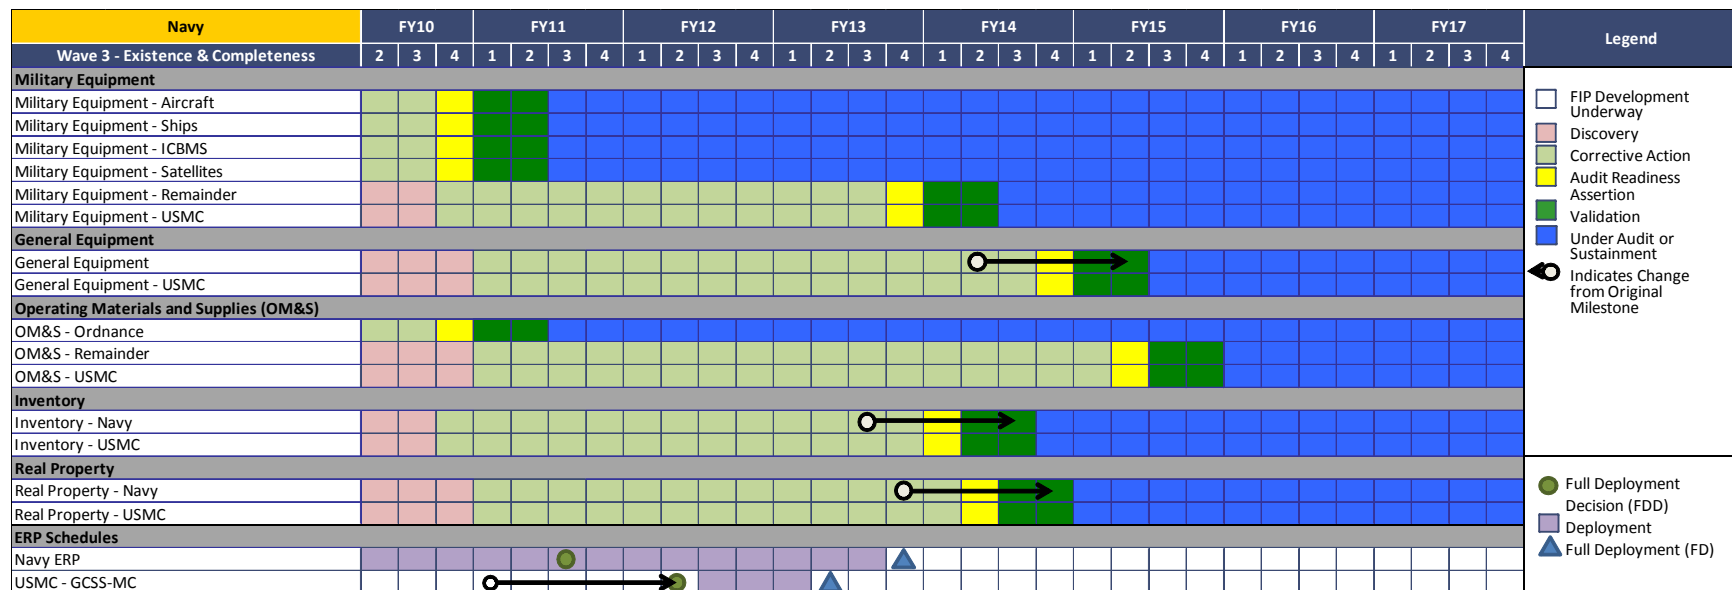 Navy FY10 FY11 FY12 FY13 FY14 FY15 FY16 FY17 Legend
Wave 3 - Existence & Completeness 2 3 4 1 2 3 4 1 2 3 4 1 2 3 4 1 2 3 4 1 2 3 4 1 2 3 4 1 2 3 4
Military Equipment
Military Equipment - Aircraft
Military Equipment - Ships
Military Equipment - ICBMS
Military Equipment - Satellites
Military Equipment - Remainder
Military Equipment - USMC
General Equipment
General Equipment
General Equipment - USMC
Operating Materials and Supplies (OM&S)
OM&S - Ordnance
OM&S - Remainder
OM&S - USMC
Inventory
Inventory - Navy
Inventory - USMC
Real Property
Real Property - Navy
Real Property - USMC
ERP Schedules
Navy ERP
USMC - GCSS-MC
FIP Development
Underway
Discovery
Corrective Action
Audit Readiness
Assertion
Validation
Under Audit or
Sustainment
Indicates Change
from Original
Milestone
Full Deployment
Decision (FDD)
Deployment
Full Deployment (FD)